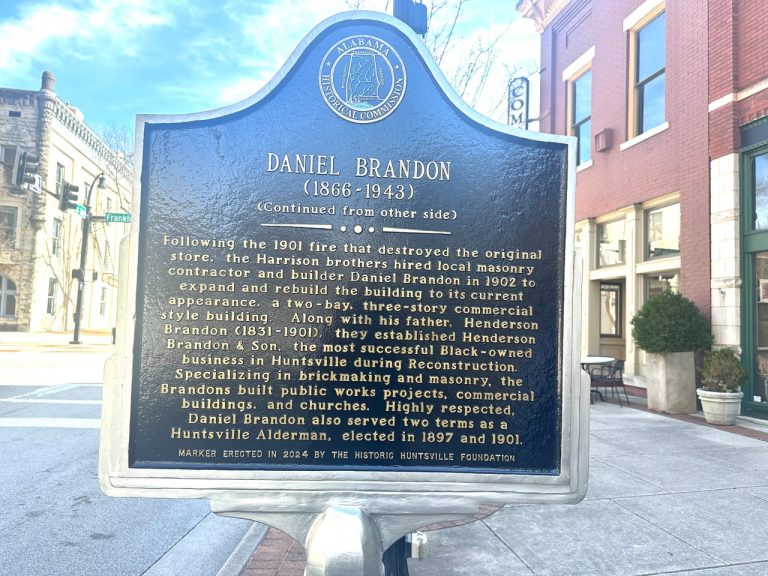 ALABAMA
HISTORICAL COMMISSION
DANIEL BRANDON
(1866-1943)
(Continued from other side)
Following the 1901 fire that destroyed the original
store, the Harrison brothers hired local masonry
contractor and builder Daniel Brandon in 1902 to
expand and rebuild the building to its current
appearance, a two-bay, three-story commercial
style building. Along with his father, Henderson
Brandon (1831-1901), they established Henderson
Brandon & Son, the most successful Black-owned
business in Huntsville during Reconstruction.
Specializing in brickmaking and masonry, the
Brandons built public works projects, commercial
buildings, and churches. Highly respected,
Daniel Brandon also served two terms as a
Huntsville Alderman, elected in 1897 and 1901.
MARKER ERECTED IN 2024 BY THE HISTORIC HUNTSVILLE FOUNDATION
Frankli
COM